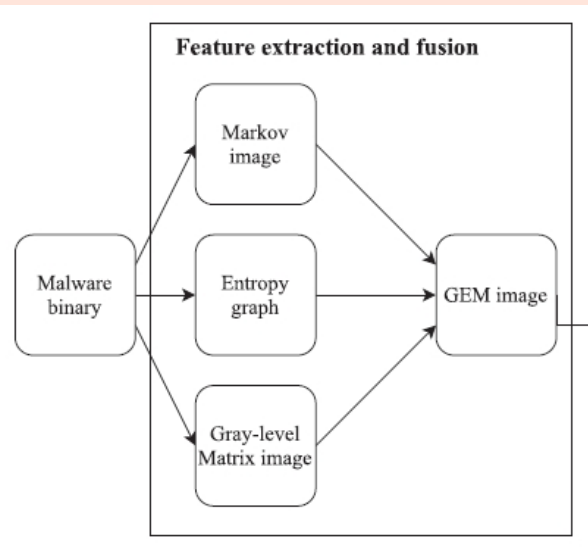 Feature extraction and fusion
Markov
image
Malware
binary
Entropy
graph
GEM image
Gray-level
Matrix image